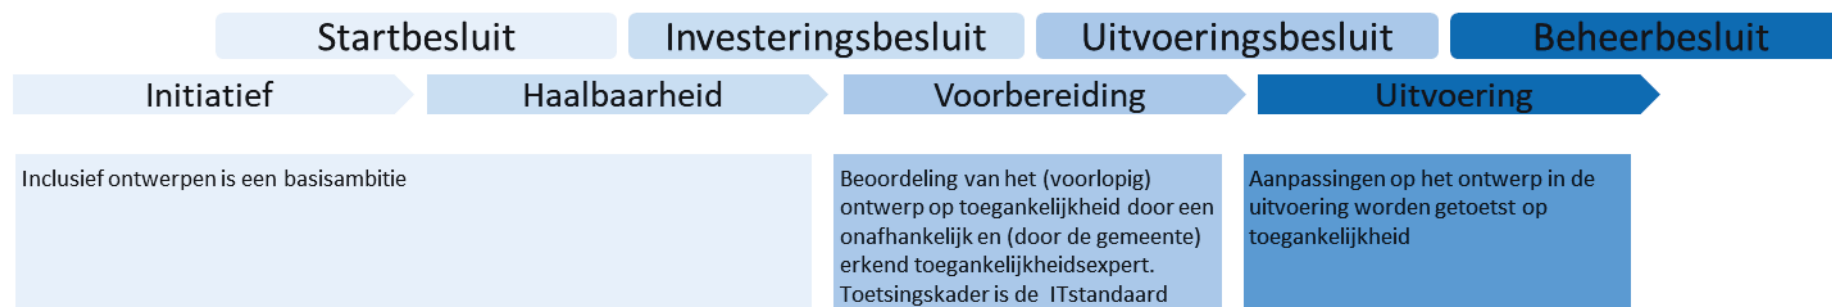 Startbesluit
Investeringsbesluit
Uitvoeringsbesluit
Beheerbesluit
Initiatief
Haalbaarheid
Voorbereiding
Uitvoering
Inclusief ontwerpen is een basisambitie
Beoordeling van het (voorlopig)
ontwerp op toegankelijkheid door een
onafhankelijk en (door de gemeente)
erkend toegankelijkheidsexpert.
Toetsingskader is de ITstandaard
Aanpassingen op het ontwerp in de
uitvoering worden getoetst op
toegankelijkheid